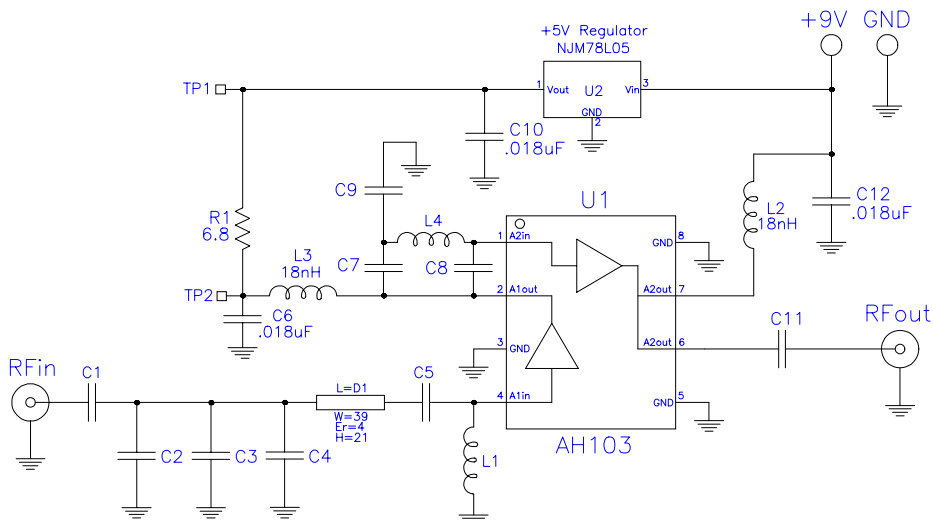 +9V GND
+5V Regulator
NJM78L05
TP1
1 Vout U2 Vin 3
GND
2
C10
.018uF
C9
C12
.018uF
L2
18nH
U1
R1
6.8
L4
L3
18nH
C7
C8
1 A2in
GND 8
TP2
2 A1out
A2out 7
C6
.018uF
C11
RFout
3 GND
A2out 6
RFin
C1
L=D1
C5
4 A1in
GND 5
W=39
Er=4
H=21
AH103
C2
C3
C4
L1